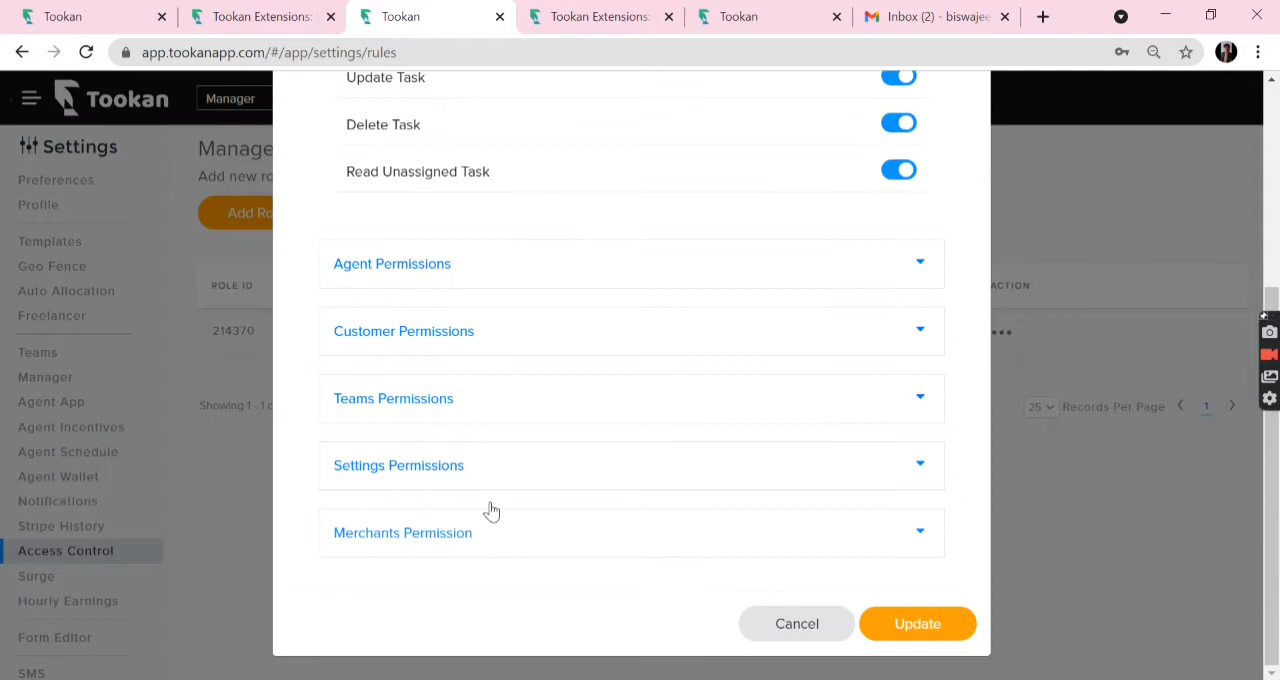 Tookan
Tookan Extensions:
Tookan
Tookan Extensions:
Tookan
Inbox (2) - biswajee
app.tookanapp.com/#/app/settings/rules
Tookan
Manager
Settings
Preferences
Profile
Templates
Geo Fence
Auto Allocation
Freelancer
Teams
Manager
Agent App
Agent Incentives
Agent Schedule
Agent Wallet
Notifications
Stripe History
Access Control
Surge
Hourly Earnings
Form Editor
SMS
Manage
Add new ro
Add Ro
ROLE ID
ACTION
214370
Showing 1 - 1 o
25 Records Per Page 1
Update Task
Delete Task
Read Unassigned Task
Agent Permissions
Customer Permissions
Teams Permissions
Settings Permissions
Merchants Permission
Cancel
Update